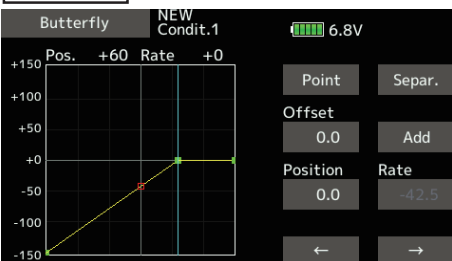 Butterfly NEW 6.8V
Condit.1
Pos. +60 Rate +0
+150
+100
+50
+0
-50
-100
-150
Point Separ.
Offset
0.0 Add
Position Rate
0.0 -42.5
← →